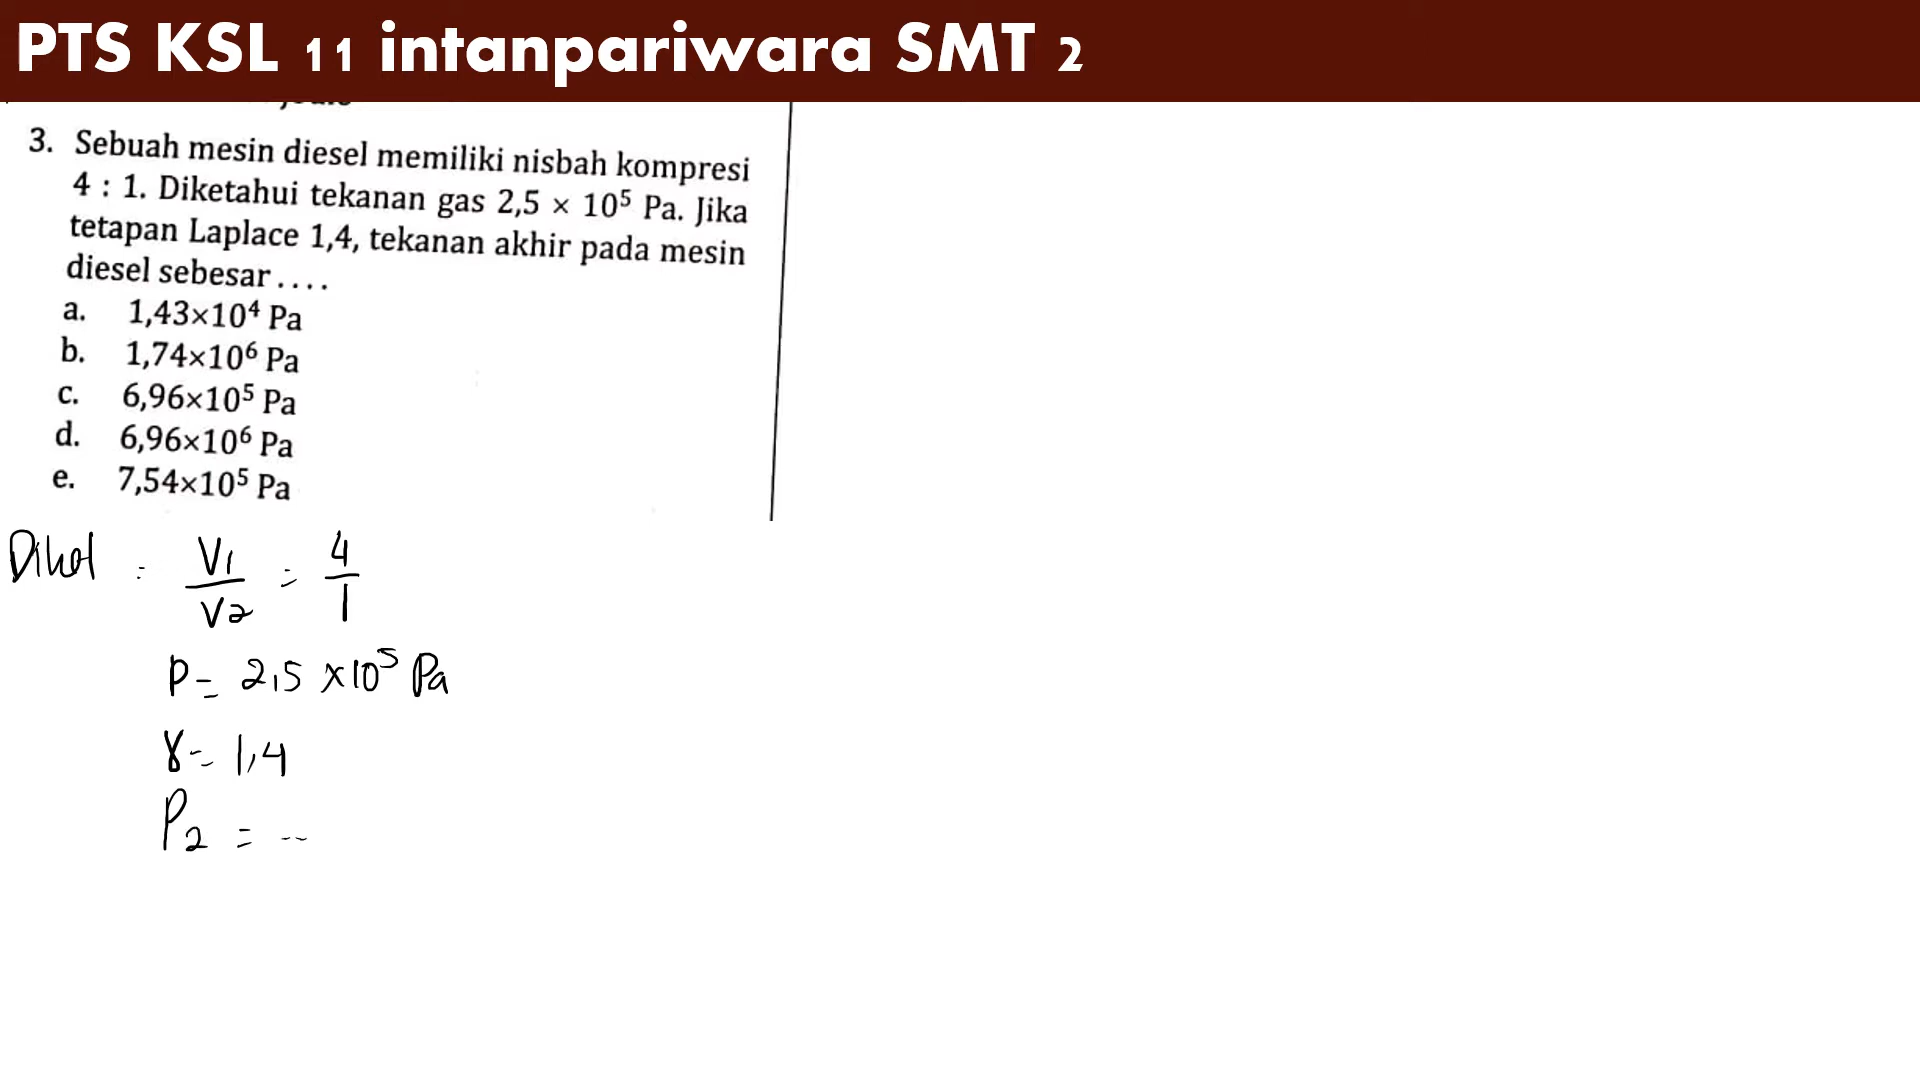 PTS KSL 11 intanpariwara SMT 2
3. Sebuah mesin diesel memiliki nisbah kompresi
4 : 1. Diketahui tekanan gas 2,5 × 10⁵ Pa. Jika
tetapan Laplace 1,4, tekanan akhir pada mesin
diesel sebesar . . . .
a. 1,43×10⁴ Pa
b. 1,74×10⁶ Pa
c. 6,96×10⁵ Pa
d. 6,96×10⁶ Pa
e. 7,54×10⁵ Pa
Diket : V1/V2 = 4/1
P = 2,5 ×10⁵ Pa
γ = 1,4
P₂ = ...